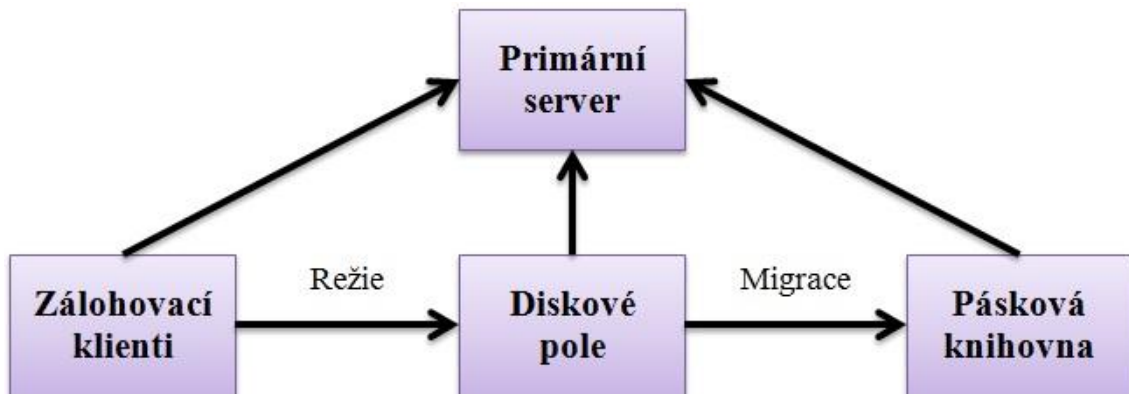 Primární
server
Zálohovací
klienti
Režie
Diskové
pole
Migrace
Pásková
knihovna